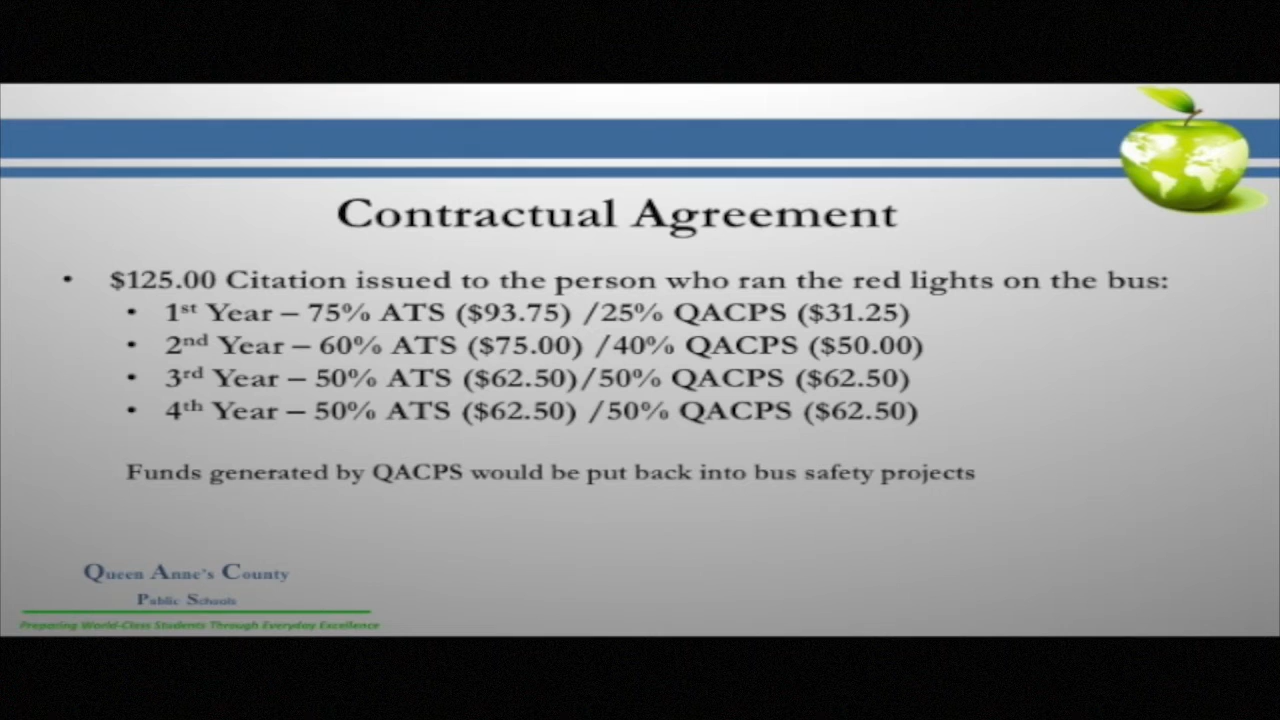 Contractual Agreement
• $125.00 Citation issued to the person who ran the red lights on the bus:
• 1st Year – 75% ATS ($93.75) /25% QACPS ($31.25)
• 2nd Year – 60% ATS ($75.00) /40% QACPS ($50.00)
• 3rd Year – 50% ATS ($62.50)/50% QACPS ($62.50)
• 4th Year – 50% ATS ($62.50) /50% QACPS ($62.50)
Funds generated by QACPS would be put back into bus safety projects
Queen Anne's County
Public Schools
Preparing World-Class Students Through Everyday Excellence